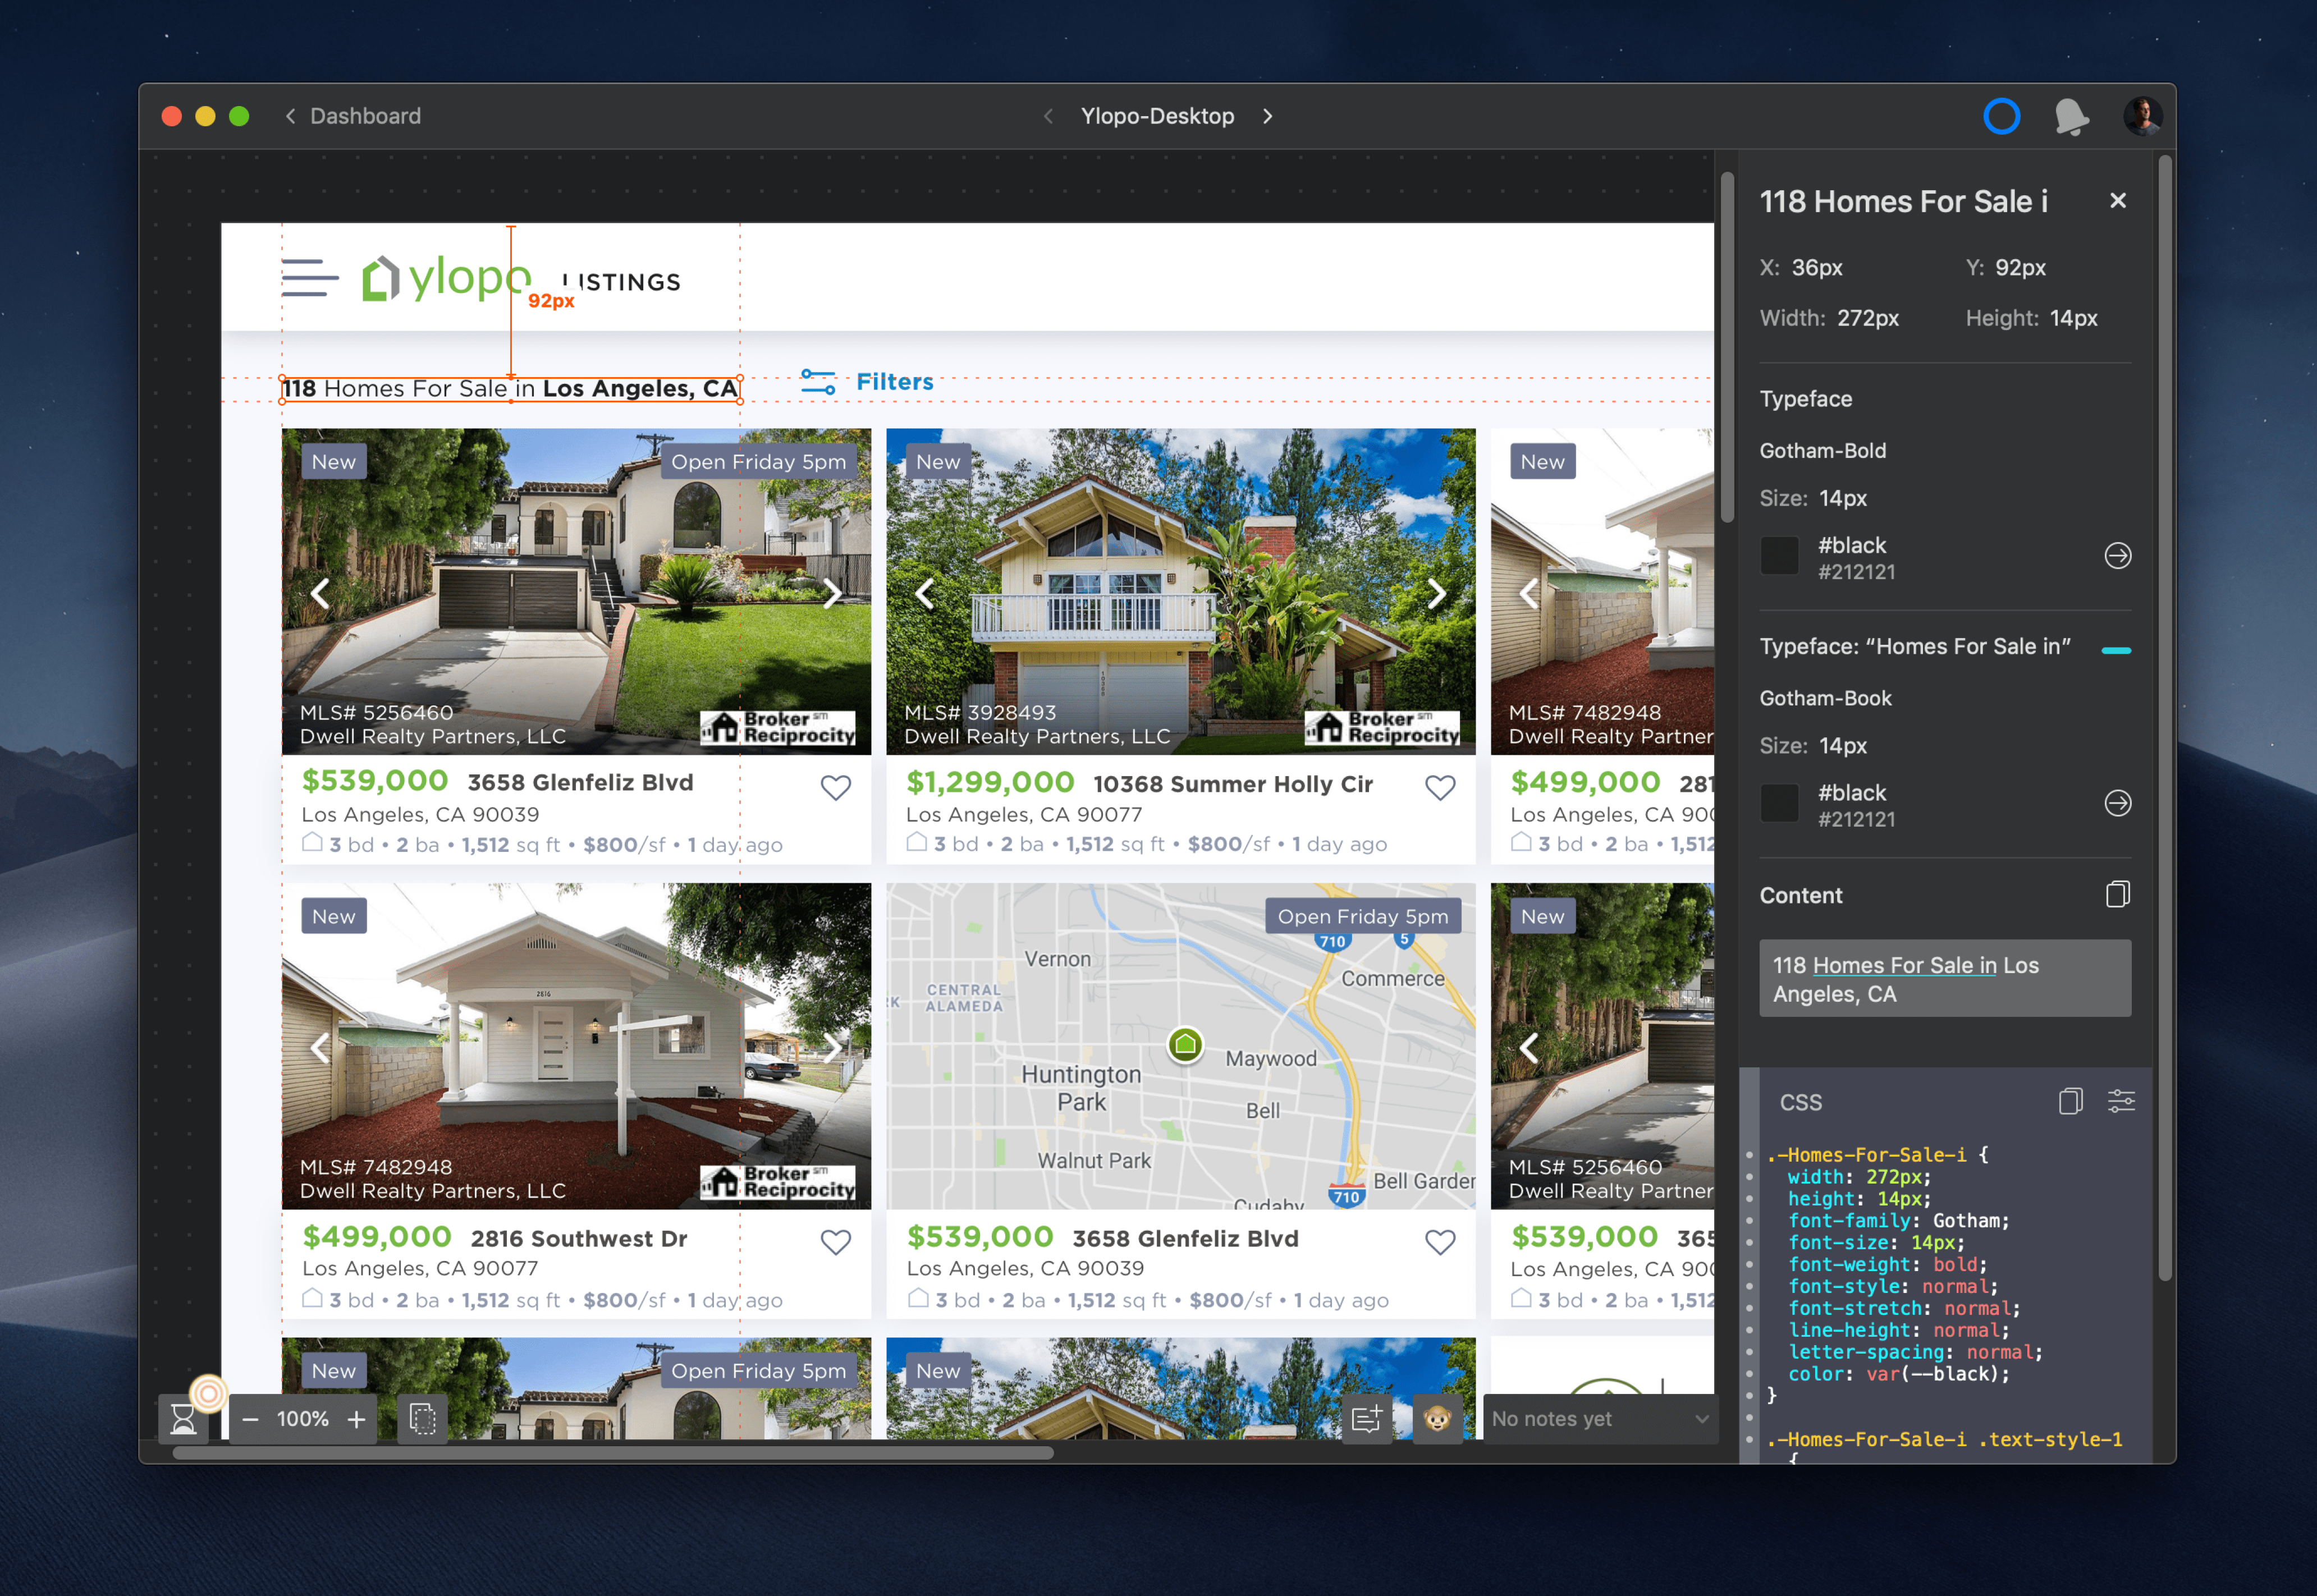 Dashboard
Ylopo-Desktop
ylopo LISTINGS
92px
118 Homes For Sale in Los Angeles, CA
Filters
New
Open Friday 5pm
MLS# 5256460
Dwell Realty Partners, LLC
Broker Reciprocity sm
$539,000 3658 Glenfeliz Blvd
Los Angeles, CA 90039
3 bd • 2 ba • 1,512 sq ft • $800/sf • 1 day ago
New
10368
MLS# 3928493
Dwell Realty Partners, LLC
Broker Reciprocity sm
$1,299,000 10368 Summer Holly Cir
Los Angeles, CA 90077
3 bd • 2 ba • 1,512 sq ft • $800/sf • 1 day ago
New
MLS# 7482948
Dwell Realty Partner
$499,000 281
Los Angeles, CA 900
3 bd • 2 ba • 1,512
New
2816
MLS# 7482948
Dwell Realty Partners, LLC
Broker Reciprocity sm
$499,000 2816 Southwest Dr
Los Angeles, CA 90077
3 bd • 2 ba • 1,512 sq ft • $800/sf • 1 day ago
Open Friday 5pm
710
5
Vernon
Commerce
CENTRAL
ALAMEDA
Maywood
Huntington
Park
Bell
Walnut Park
Bell Garder
710
Cudahy
$539,000 3658 Glenfeliz Blvd
Los Angeles, CA 90039
3 bd • 2 ba • 1,512 sq ft • $800/sf • 1 day ago
New
MLS# 5256460
Dwell Realty Partner
$539,000 365
Los Angeles, CA 900
3 bd • 2 ba • 1,512
New
Open Friday 5pm
New
100%
No notes yet
118 Homes For Sale i
X: 36px Y: 92px
Width: 272px Height: 14px
Typeface
Gotham-Bold
Size: 14px
#black
#212121
Typeface: “Homes For Sale in”
Gotham-Book
Size: 14px
#black
#212121
Content
118 Homes For Sale in Los
Angeles, CA
CSS
.-Homes-For-Sale-i {
width: 272px;
height: 14px;
font-family: Gotham;
font-size: 14px;
font-weight: bold;
font-style: normal;
font-stretch: normal;
line-height: normal;
letter-spacing: normal;
color: var(--black);
}
.-Homes-For-Sale-i .text-style-1
{